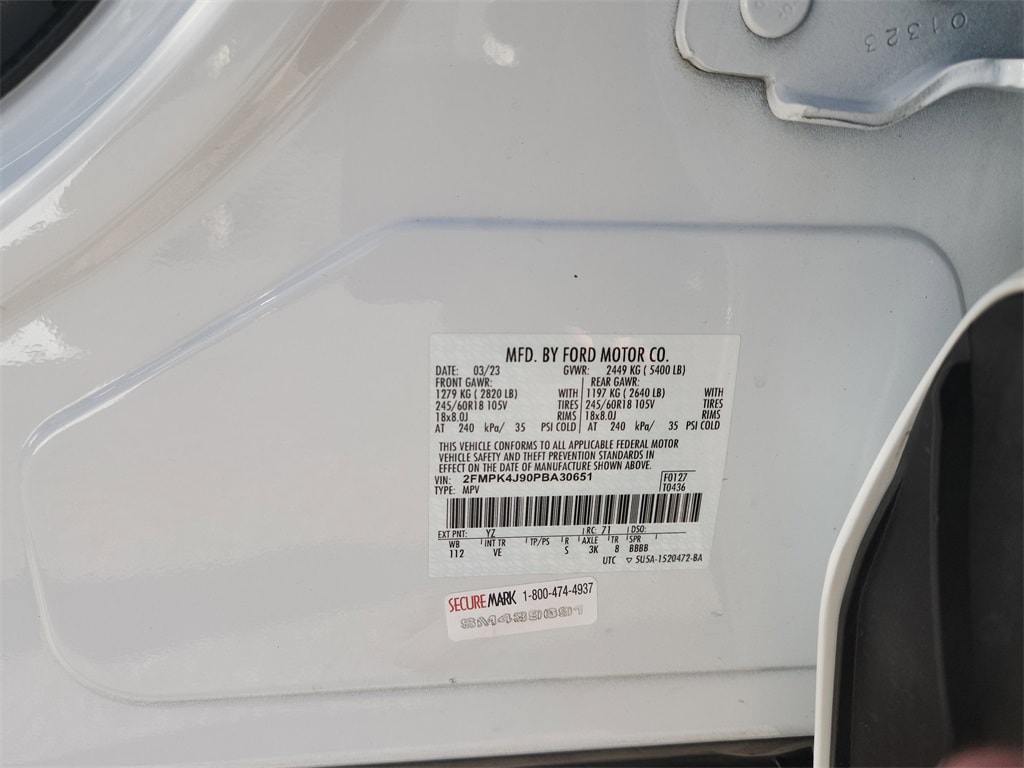 01323
MFD. BY FORD MOTOR CO.
DATE: 03/23 GVWR: 2449 KG ( 5400 LB)
FRONT GAWR: REAR GAWR:
1279 KG ( 2820 LB) WITH 1197 KG ( 2640 LB) WITH
245/60R18 105V TIRES 245/60R18 105V TIRES
18x8.0J RIMS 18x8.0J RIMS
AT 240 kPa/ 35 PSI COLD AT 240 kPa/ 35 PSI COLD
THIS VEHICLE CONFORMS TO ALL APPLICABLE FEDERAL MOTOR
VEHICLE SAFETY AND THEFT PREVENTION STANDARDS IN
EFFECT ON THE DATE OF MANUFACTURE SHOWN ABOVE.
VIN: 2FMPK4J90PBA30651 F0127
TYPE: MPV T0436
EXT PNT: YZ RC: 71 DSO:
WB INT TR TP/PS R AXLE TR SPR
112 VE S 3K 8 BBBB
UTC ▽ 5U5A-1520472-BA
SECUREMARK 1-800-474-4937